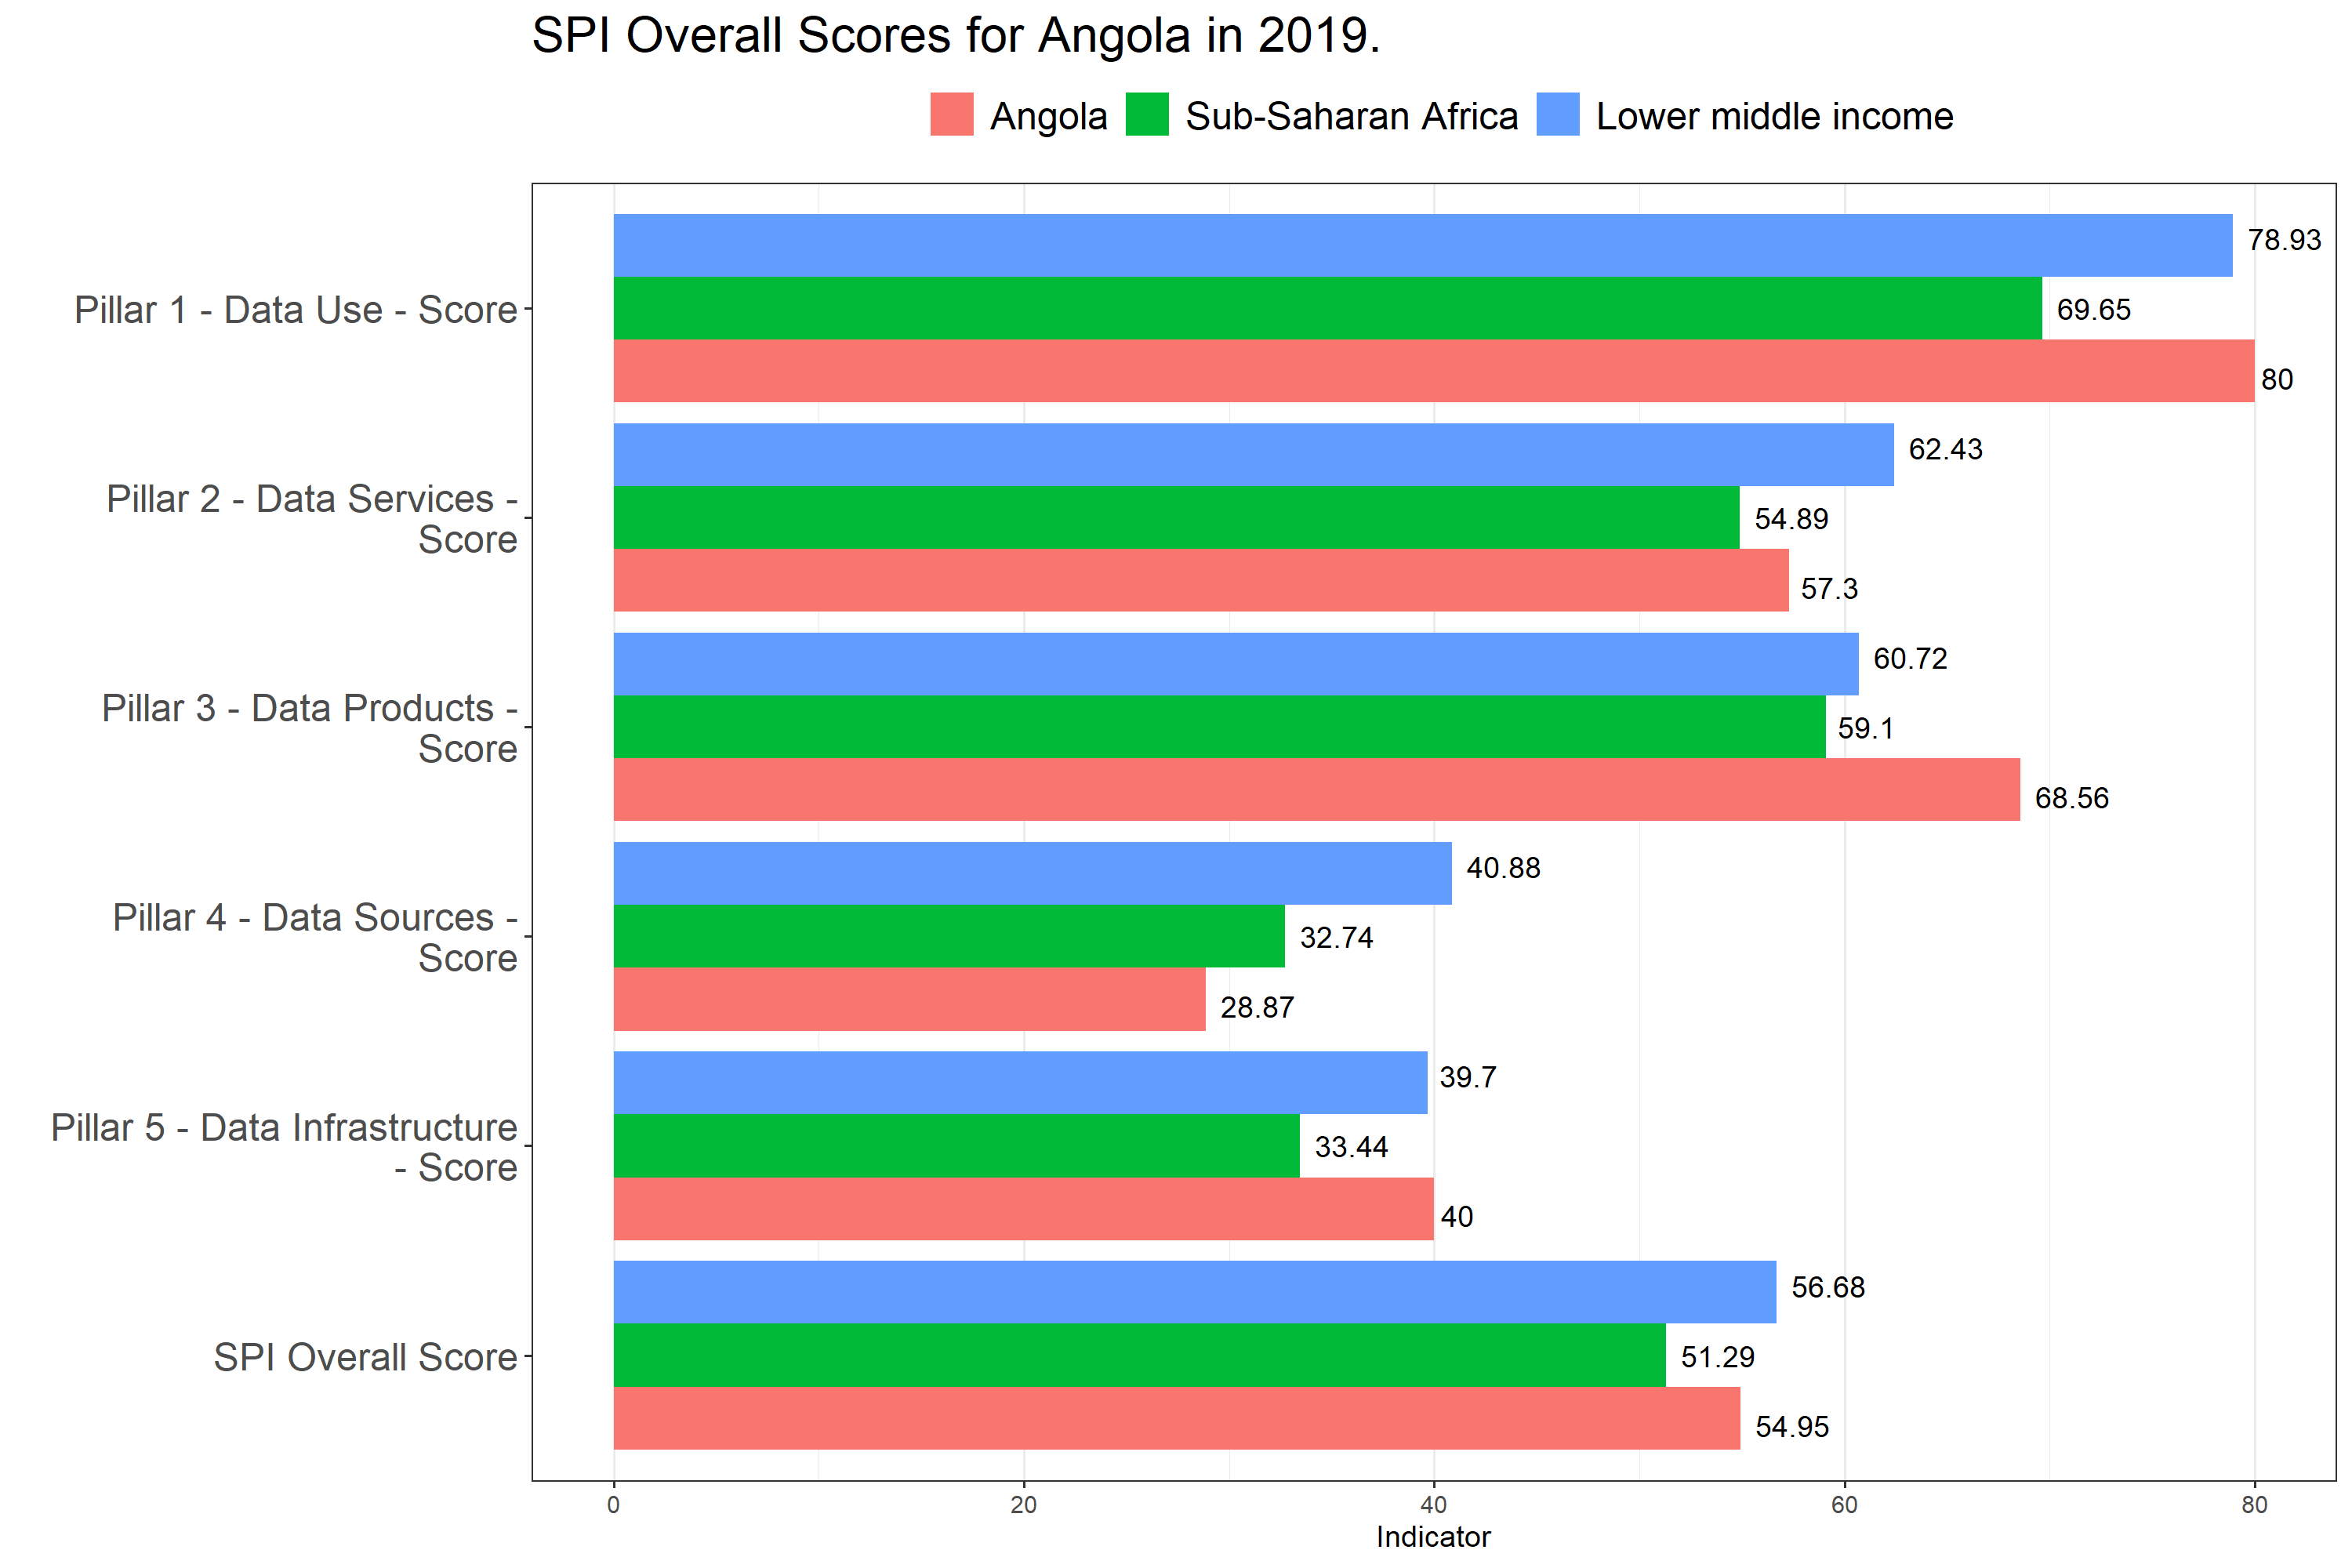 SPI Overall Scores for Angola in 2019.
Angola Sub-Saharan Africa Lower middle income
78.93
Pillar 1 - Data Use - Score
69.65
80
62.43
Pillar 2 - Data Services -
Score
54.89
57.3
60.72
Pillar 3 - Data Products -
Score
59.1
68.56
40.88
Pillar 4 - Data Sources -
Score
32.74
28.87
39.7
Pillar 5 - Data Infrastructure
- Score
33.44
40
56.68
SPI Overall Score
51.29
54.95
0 20 40 60 80
Indicator